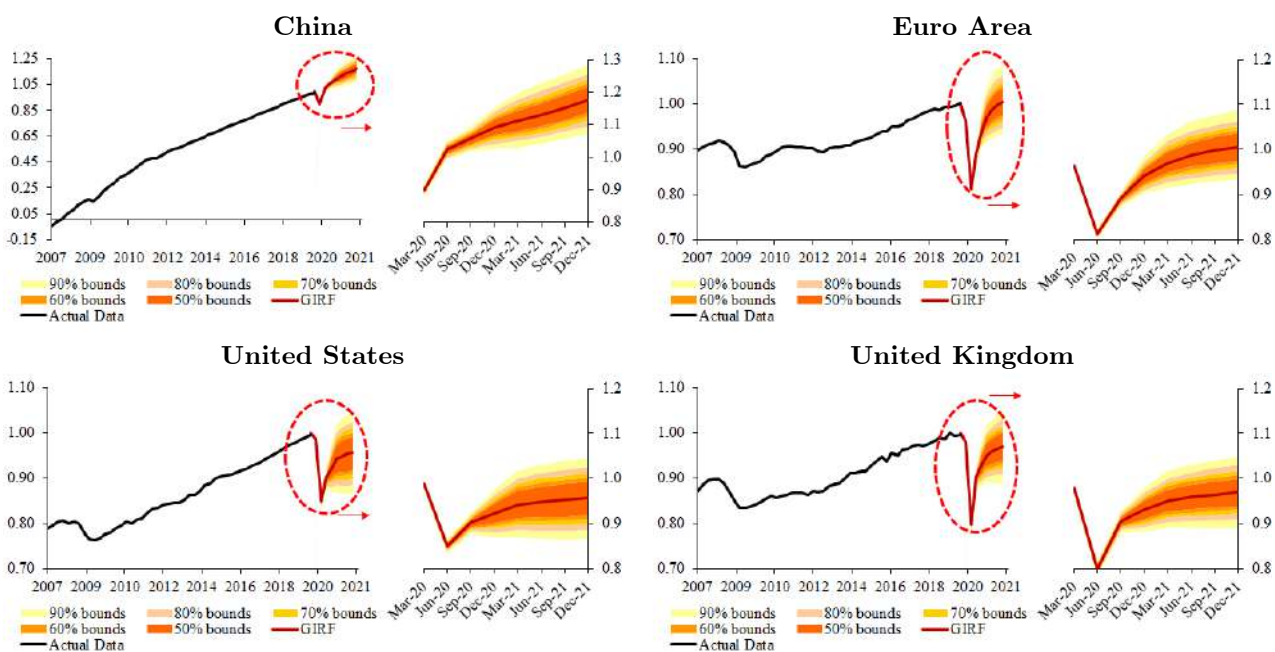 China
1.25
1.05
0.85
0.65
0.45
0.25
0.05
-0.15
2007 2009 2010 2012 2014 2016 2018 2020 2021
1.3
1.2
1.1
1.0
0.9
0.8
Mar-20 Jun-20 Sep-20 Dec-20 Mar-21 Jun-21 Sep-21 Dec-21
90% bounds 80% bounds 70% bounds
60% bounds 50% bounds GIRF
Actual Data
Euro Area
1.10
1.00
0.90
0.80
0.70
2007 2009 2010 2012 2014 2016 2018 2020 2021
1.2
1.1
1.0
0.9
0.8
Mar-20 Jun-20 Sep-20 Dec-20 Mar-21 Jun-21 Sep-21 Dec-21
90% bounds 80% bounds 70% bounds
60% bounds 50% bounds GIRF
Actual Data
United States
1.10
1.00
0.90
0.80
0.70
2007 2009 2010 2012 2014 2016 2018 2020 2021
1.2
1.1
1.0
0.9
0.8
Mar-20 Jun-20 Sep-20 Dec-20 Mar-21 Jun-21 Sep-21 Dec-21
90% bounds 80% bounds 70% bounds
60% bounds 50% bounds GIRF
Actual Data
United Kingdom
1.10
1.00
0.90
0.80
0.70
2007 2009 2010 2012 2014 2016 2018 2020 2021
1.2
1.1
1.0
0.9
0.8
Mar-20 Jun-20 Sep-20 Dec-20 Mar-21 Jun-21 Sep-21 Dec-21
90% bounds 80% bounds 70% bounds
60% bounds 50% bounds GIRF
Actual Data